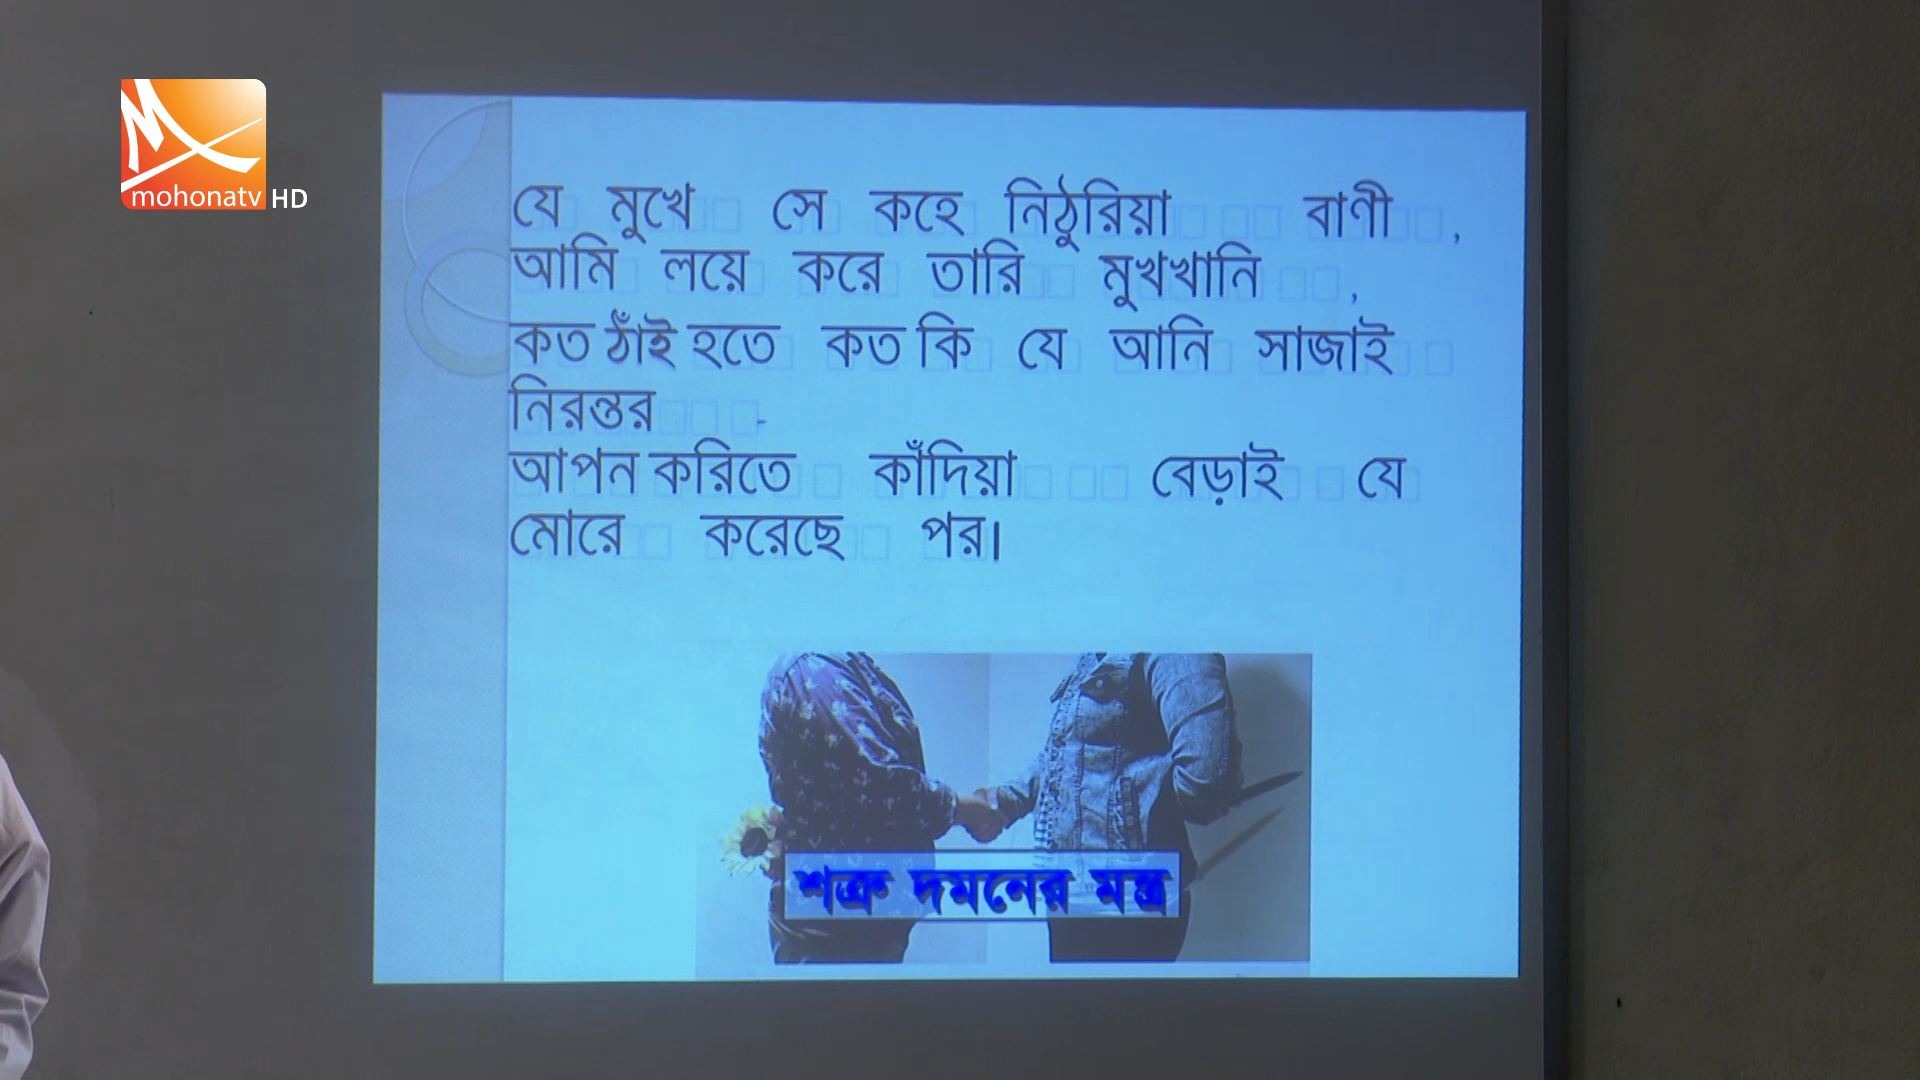 mohonatv HD
যে মুখে সে কহে নিঠুরিয়া বাণী ,
আমি লয়ে করে তারি মুখখানি ,
কত ঠাঁই হতে কত কি যে আনি সাজাই
নিরন্তর -
আপন করিতে কাঁদিয়া বেড়াই যে
মোরে করেছে পর।
শত্রু দমনের মন্ত্র